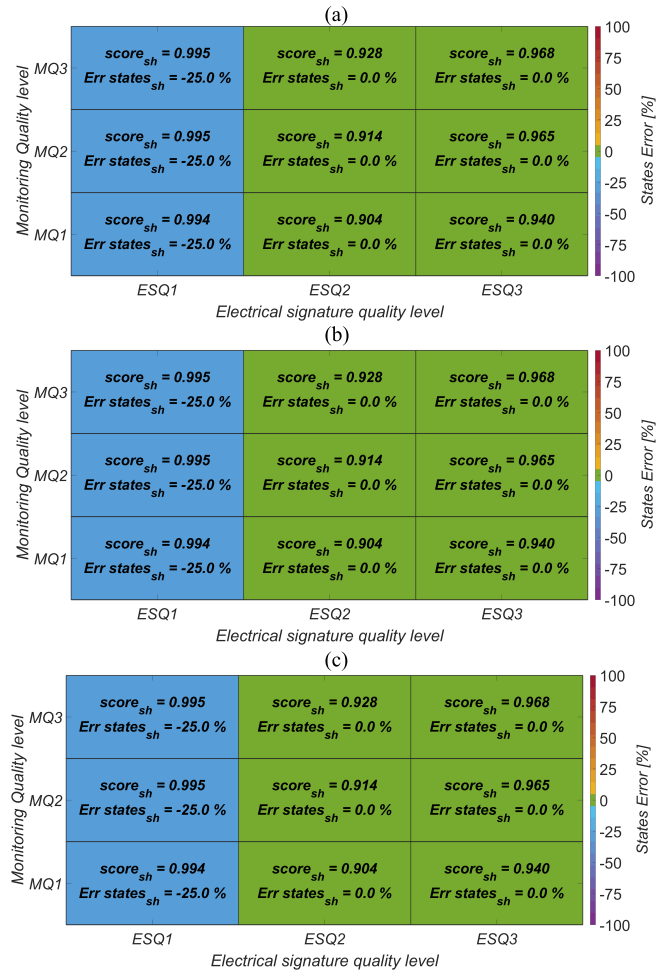 (a)
score_sh = 0.995 score_sh = 0.928 score_sh = 0.968
MQ3
Err states_sh = -25.0 % Err states_sh = 0.0 % Err states_sh = 0.0 %
score_sh = 0.995 score_sh = 0.914 score_sh = 0.965
MQ2
Err states_sh = -25.0 % Err states_sh = 0.0 % Err states_sh = 0.0 %
score_sh = 0.994 score_sh = 0.904 score_sh = 0.940
MQ1
Err states_sh = -25.0 % Err states_sh = 0.0 % Err states_sh = 0.0 %
ESQ1 ESQ2 ESQ3
Electrical signature quality level
Monitoring Quality level
100
75
50
25
0
-25
-50
-75
-100
States Error [%]
(b)
score_sh = 0.995 score_sh = 0.928 score_sh = 0.968
MQ3
Err states_sh = -25.0 % Err states_sh = 0.0 % Err states_sh = 0.0 %
score_sh = 0.995 score_sh = 0.914 score_sh = 0.965
MQ2
Err states_sh = -25.0 % Err states_sh = 0.0 % Err states_sh = 0.0 %
score_sh = 0.994 score_sh = 0.904 score_sh = 0.940
MQ1
Err states_sh = -25.0 % Err states_sh = 0.0 % Err states_sh = 0.0 %
ESQ1 ESQ2 ESQ3
Electrical signature quality level
Monitoring Quality level
100
75
50
25
0
-25
-50
-75
-100
States Error [%]
(c)
score_sh = 0.995 score_sh = 0.928 score_sh = 0.968
MQ3
Err states_sh = -25.0 % Err states_sh = 0.0 % Err states_sh = 0.0 %
score_sh = 0.995 score_sh = 0.914 score_sh = 0.965
MQ2
Err states_sh = -25.0 % Err states_sh = 0.0 % Err states_sh = 0.0 %
score_sh = 0.994 score_sh = 0.904 score_sh = 0.940
MQ1
Err states_sh = -25.0 % Err states_sh = 0.0 % Err states_sh = 0.0 %
ESQ1 ESQ2 ESQ3
Electrical signature quality level
Monitoring Quality level
100
75
50
25
0
-25
-50
-75
-100
States Error [%]